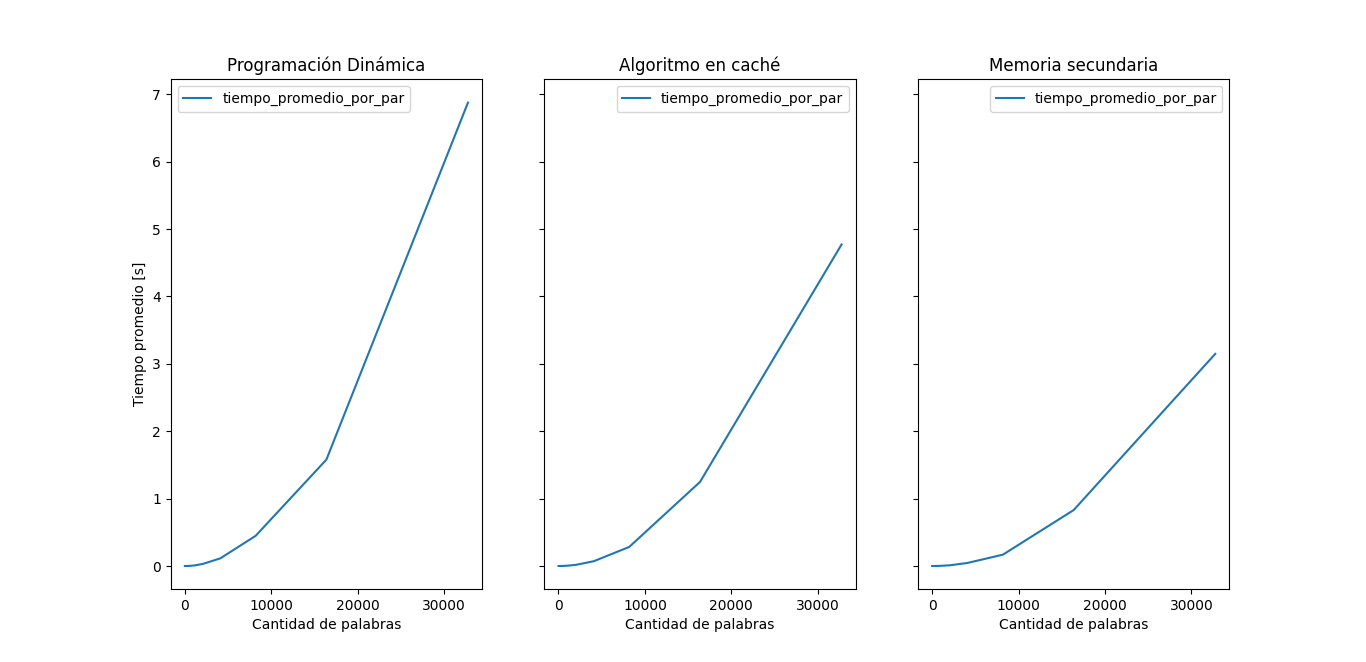 Programación Dinámica
tiempo_promedio_por_par
7
6
5
4
3
2
1
0
Tiempo promedio [s]
0 10000 20000 30000
Cantidad de palabras
Algoritmo en caché
tiempo_promedio_por_par
0 10000 20000 30000
Cantidad de palabras
Memoria secundaria
tiempo_promedio_por_par
0 10000 20000 30000
Cantidad de palabras